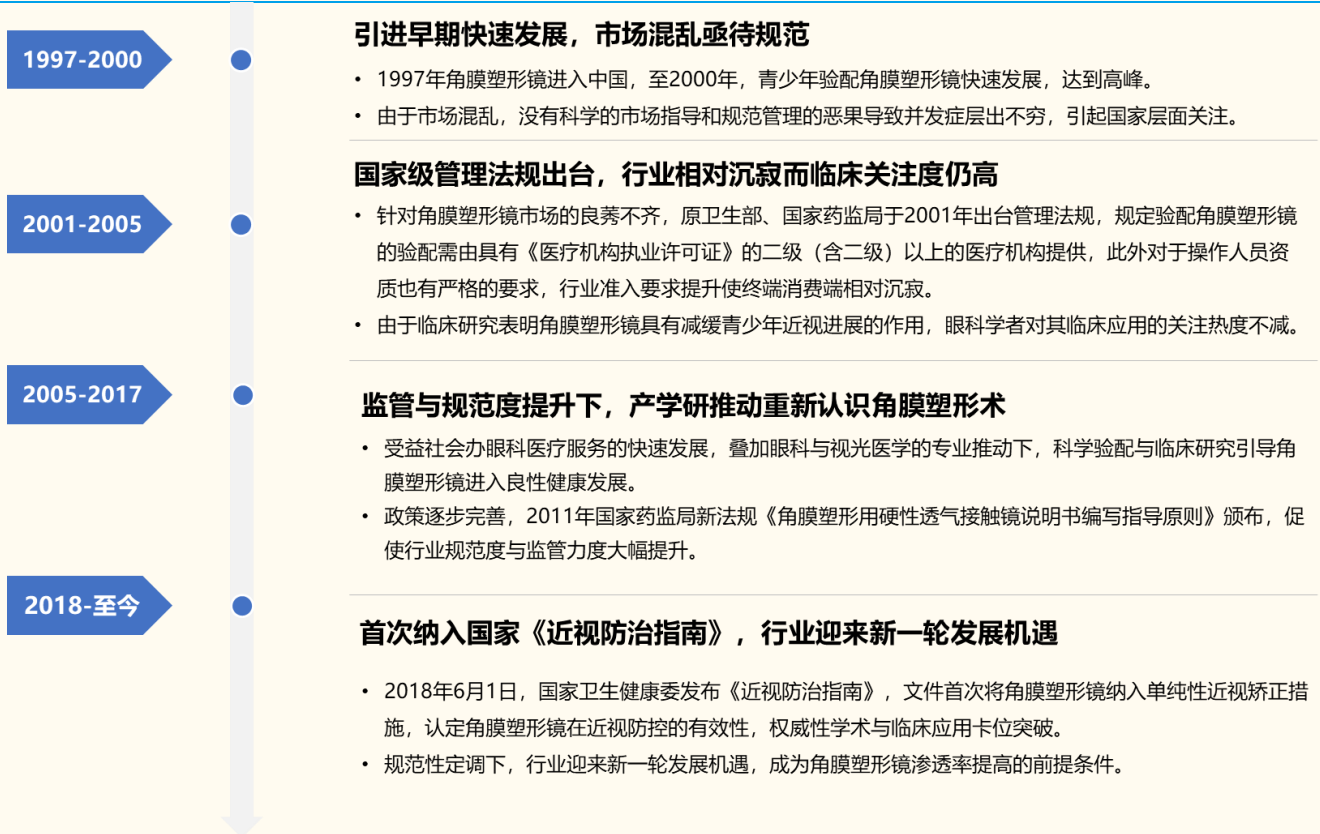 1997-2000
引进早期快速发展，市场混乱亟待规范
• 1997年角膜塑形镜进入中国，至2000年，青少年验配角膜塑形镜快速发展，达到高峰。
• 由于市场混乱，没有科学的市场指导和规范管理的恶果导致并发症层出不穷，引起国家层面关注。
2001-2005
国家级管理法规出台，行业相对沉寂而临床关注度仍高
• 针对角膜塑形镜市场的良莠不齐，原卫生部、国家药监局于2001年出台管理法规，规定验配角膜塑形镜
的验配需由具有《医疗机构执业许可证》的二级（含二级）以上的医疗机构提供，此外对于操作人员资
质也有严格的要求，行业准入要求提升使终端消费端相对沉寂。
• 由于临床研究表明角膜塑形镜具有减缓青少年近视进展的作用，眼科学者对其临床应用的关注热度不减。
2005-2017
监管与规范度提升下，产学研推动重新认识角膜塑形术
• 受益社会办眼科医疗服务的快速发展，叠加眼科与视光医学的专业推动下，科学验配与临床研究引导角
膜塑形镜进入良性健康发展。
• 政策逐步完善，2011年国家药监局新法规《角膜塑形用硬性透气接触镜说明书编写指导原则》颁布，促
使行业规范度与监管力度大幅提升。
2018-至今
首次纳入国家《近视防治指南》，行业迎来新一轮发展机遇
• 2018年6月1日，国家卫生健康委发布《近视防治指南》，文件首次将角膜塑形镜纳入单纯性近视矫正措
施，认定角膜塑形镜在近视防控的有效性，权威性学术与临床应用卡位突破。
• 规范性定调下，行业迎来新一轮发展机遇，成为角膜塑形镜渗透率提高的前提条件。